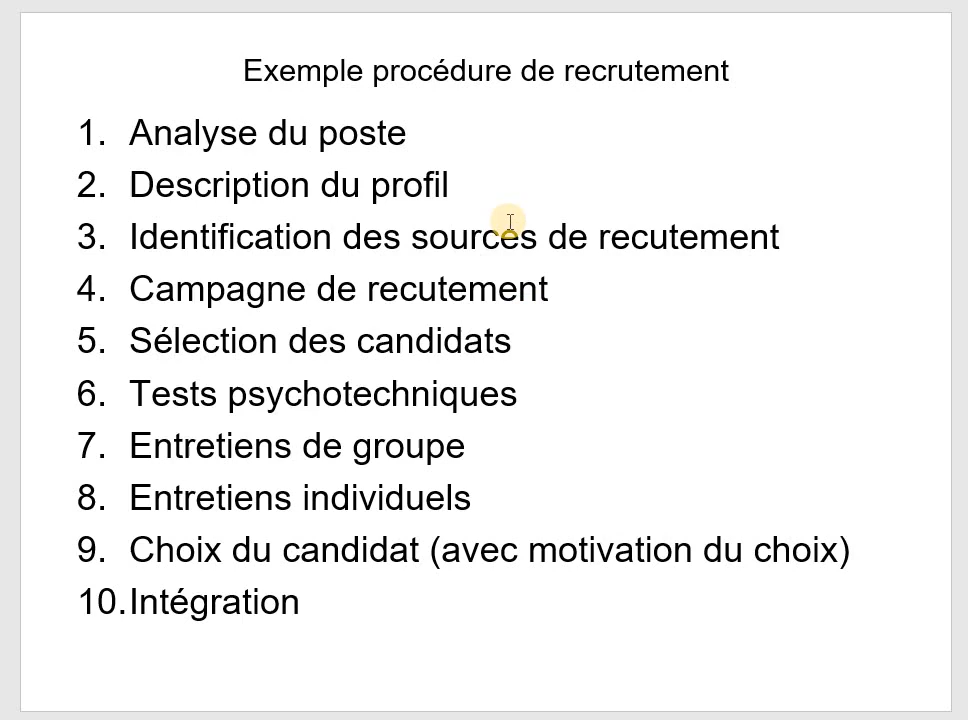 Exemple procédure de recrutement
1. Analyse du poste
2. Description du profil
3. Identification des sources de recutement
4. Campagne de recutement
5. Sélection des candidats
6. Tests psychotechniques
7. Entretiens de groupe
8. Entretiens individuels
9. Choix du candidat (avec motivation du choix)
10. Intégration